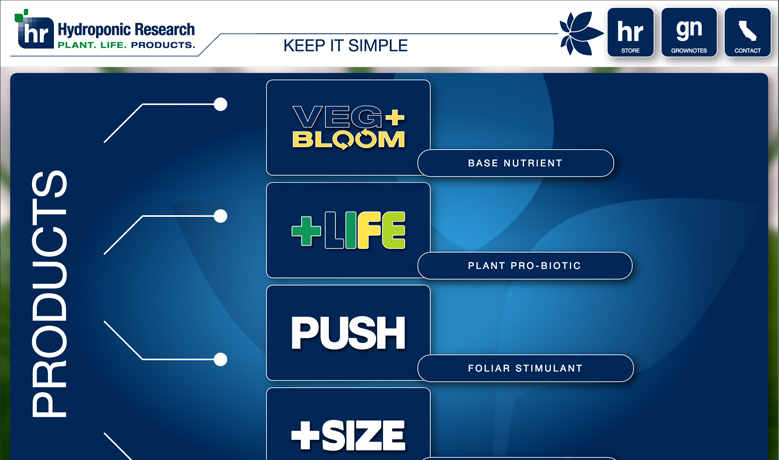 hr Hydroponic Research
PLANT. LIFE. PRODUCTS.
KEEP IT SIMPLE
hr
STORE
gn
GROWNOTES
CONTACT
PRODUCTS
VEG+
BLOOM
BASE NUTRIENT
+LIFE
PLANT PRO-BIOTIC
PUSH
FOLIAR STIMULANT
+SIZE